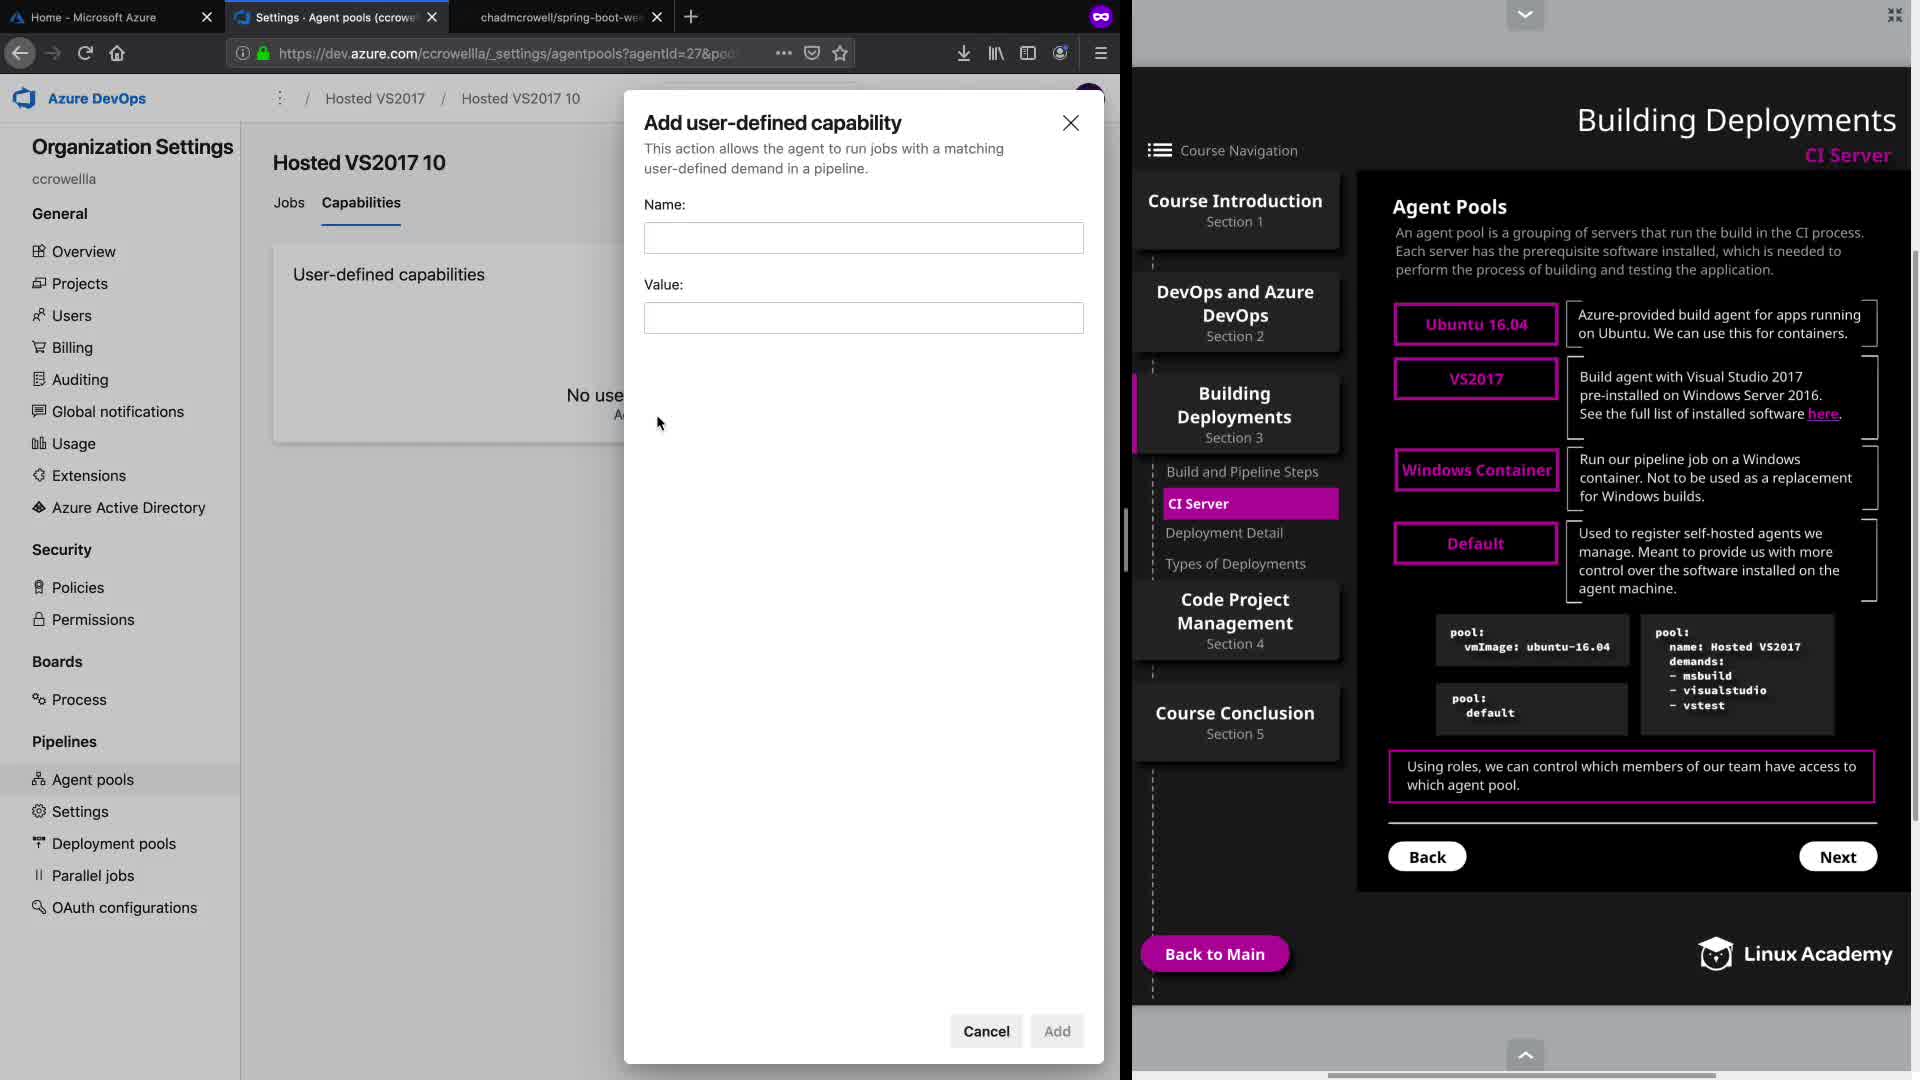 Home - Microsoft Azure
Settings · Agent pools (ccrowell
chadmcrowell/spring-boot-we
https://dev.azure.com/ccrowellla/_settings/agentpools?agentId=27&poo
Azure DevOps
/ Hosted VS2017 / Hosted VS2017 10
Organization Settings
ccrowellla
General
Overview
Projects
Users
Billing
Auditing
Global notifications
Usage
Extensions
Azure Active Directory
Security
Policies
Permissions
Boards
Process
Pipelines
Agent pools
Settings
Deployment pools
Parallel jobs
OAuth configurations
Hosted VS2017 10
Jobs
Capabilities
User-defined capabilities
No use
Add user-defined capability
This action allows the agent to run jobs with a matching
user-defined demand in a pipeline.
Name:
Value:
Cancel
Add
Building Deployments
CI Server
Course Navigation
Course Introduction
Section 1
DevOps and Azure
DevOps
Section 2
Building
Deployments
Section 3
Build and Pipeline Steps
CI Server
Deployment Detail
Types of Deployments
Code Project
Management
Section 4
Course Conclusion
Section 5
Back to Main
Agent Pools
An agent pool is a grouping of servers that run the build in the CI process.
Each server has the prerequisite software installed, which is needed to
perform the process of building and testing the application.
Ubuntu 16.04
Azure-provided build agent for apps running
on Ubuntu. We can use this for containers.
VS2017
Build agent with Visual Studio 2017
pre-installed on Windows Server 2016.
See the full list of installed software here.
Windows Container
Run our pipeline job on a Windows
container. Not to be used as a replacement
for Windows builds.
Default
Used to register self-hosted agents we
manage. Meant to provide us with more
control over the software installed on the
agent machine.
pool:
vmImage: ubuntu-16.04
pool:
default
pool:
name: Hosted VS2017
demands:
- msbuild
- visualstudio
- vstest
Using roles, we can control which members of our team have access to
which agent pool.
Back
Next
Linux Academy